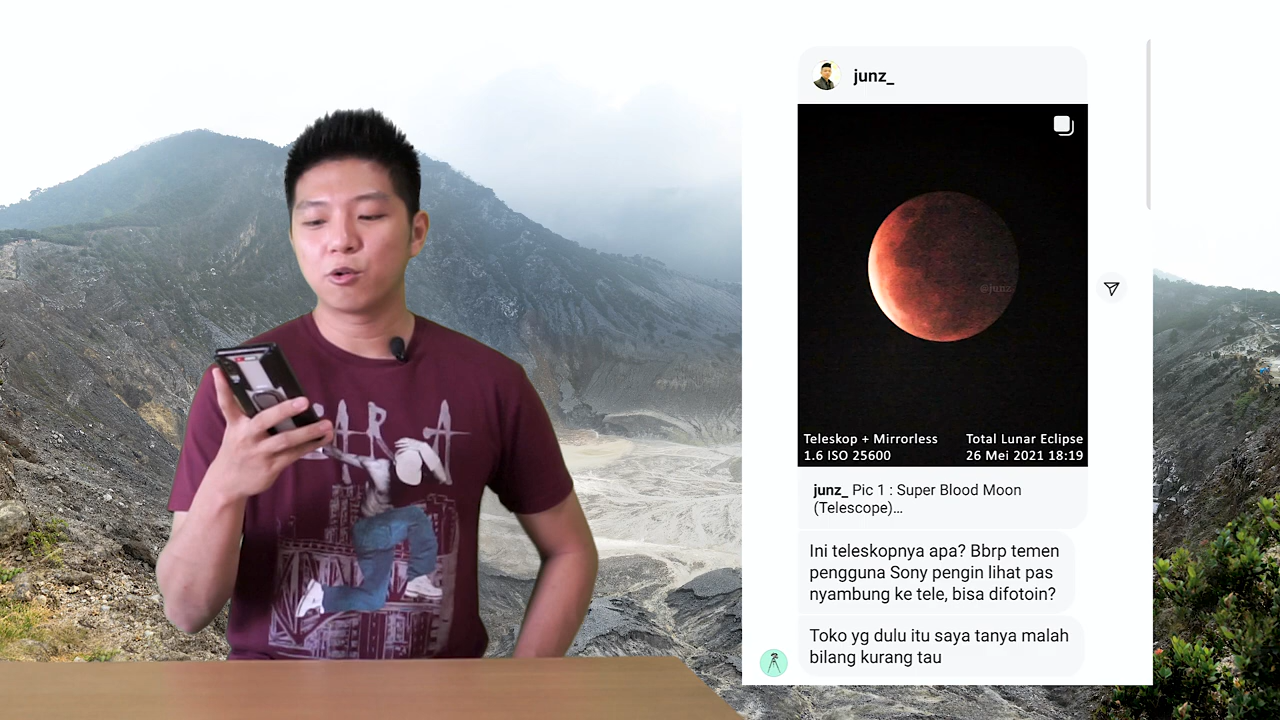 junz_
@junz_
Teleskop + Mirrorless
1.6 ISO 25600
Total Lunar Eclipse
26 Mei 2021 18:19
junz_ Pic 1 : Super Blood Moon
(Telescope)...
Ini teleskopnya apa? Bbrp temen
pengguna Sony pengin lihat pas
nyambung ke tele, bisa difotoin?
Toko yg dulu itu saya tanya malah
bilang kurang tau